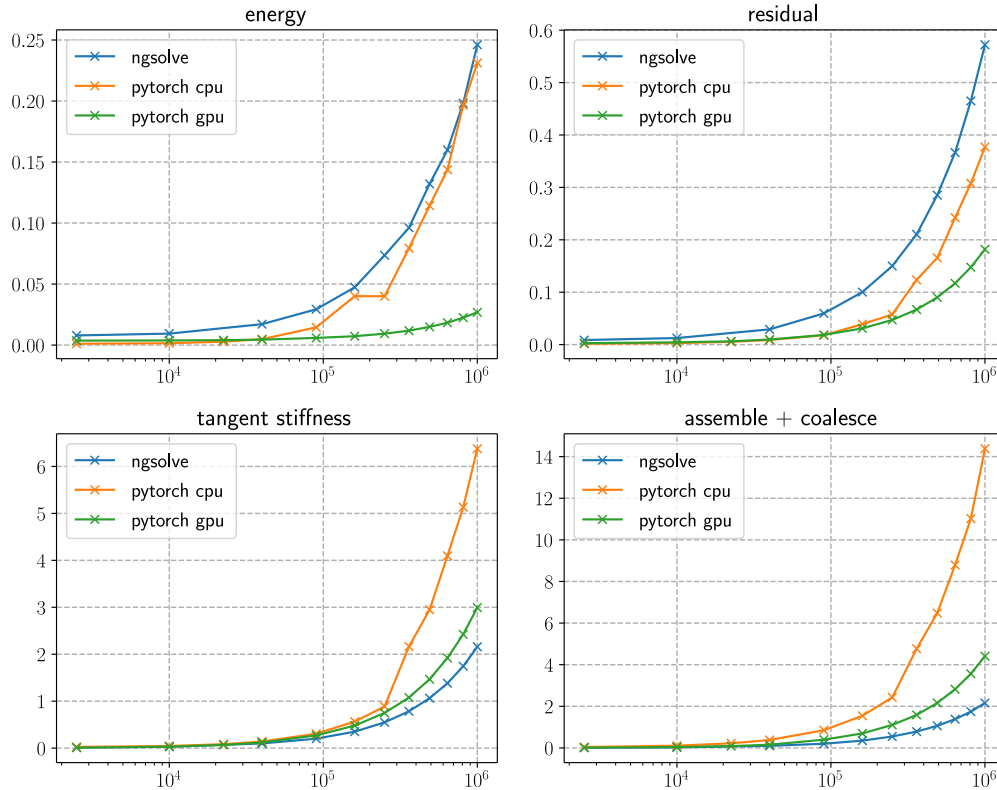 energy
0.25
0.20
0.15
0.10
0.05
0.00
10^4
10^5
10^6
ngsolve
pytorch cpu
pytorch gpu
residual
0.6
0.5
0.4
0.3
0.2
0.1
0.0
10^4
10^5
10^6
ngsolve
pytorch cpu
pytorch gpu
tangent stiffness
6
5
4
3
2
1
0
10^4
10^5
10^6
ngsolve
pytorch cpu
pytorch gpu
assemble + coalesce
14
12
10
8
6
4
2
0
10^4
10^5
10^6
ngsolve
pytorch cpu
pytorch gpu